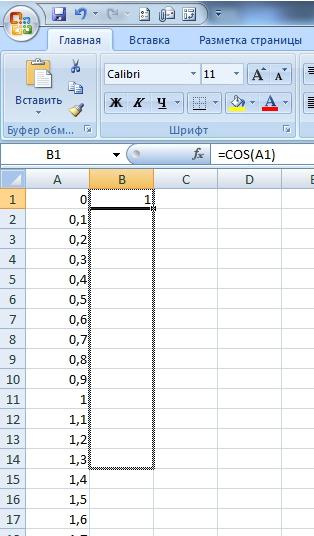 Главная Вставка Разметка страницы
Вставить
Calibri 11 A A
Ж К Ч A
Буфер обм... Шрифт
B1 fx =COS(A1)
A B C D E
1 0 1
2 0,1
3 0,2
4 0,3
5 0,4
6 0,5
7 0,6
8 0,7
9 0,8
10 0,9
11 1
12 1,1
13 1,2
14 1,3
15 1,4
16 1,5
17 1,6